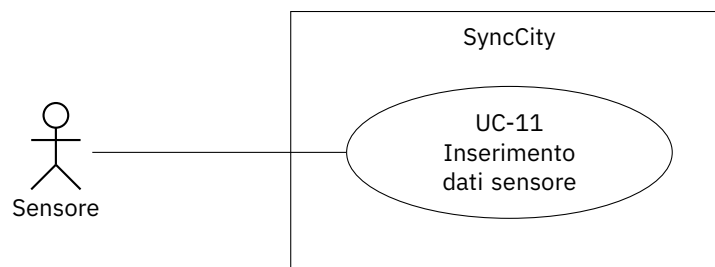 SyncCity
UC-11
Inserimento
dati sensore
Sensore